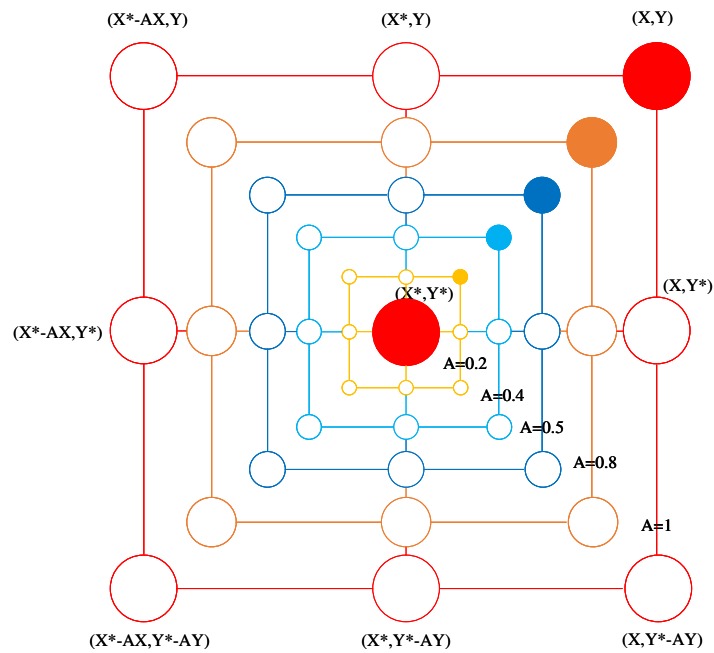 (X*-AX,Y)
(X*,Y)
(X,Y)
(X,Y*)
(X*,Y*)
(X*-AX,Y*)
A=0.2
A=0.4
A=0.5
A=0.8
A=1
(X*-AX,Y*-AY)
(X*,Y*-AY)
(X,Y*-AY)